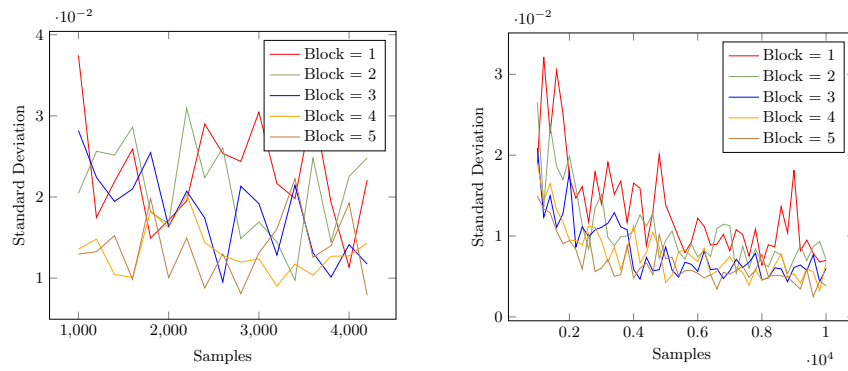 ·10⁻²
4
3
2
1
Standard Deviation
Block = 1
Block = 2
Block = 3
Block = 4
Block = 5
1,000
2,000
3,000
4,000
Samples
·10⁻²
3
2
1
0
Standard Deviation
Block = 1
Block = 2
Block = 3
Block = 4
Block = 5
0.2
0.4
0.6
0.8
1
Samples
·10⁴